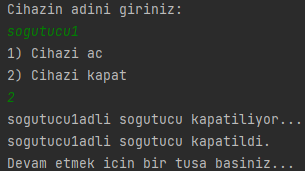 Cihazin adini giriniz:
sogutucu1
1) Cihazi ac
2) Cihazi kapat
2
sogutucu1adli sogutucu kapatiliyor...
sogutucu1adli sogutucu kapatildi.
Devam etmek icin bir tusa basiniz...